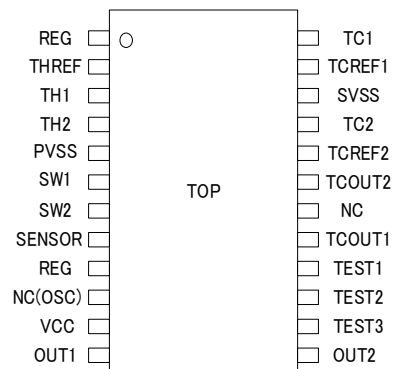 REG TC1
THREF TCREF1
TH1 SVSS
TH2 TC2
PVSS TCREF2
SW1 TCOUT2
TOP
SW2 NC
SENSOR TCOUT1
REG TEST1
NC(OSC) TEST2
VCC TEST3
OUT1 OUT2